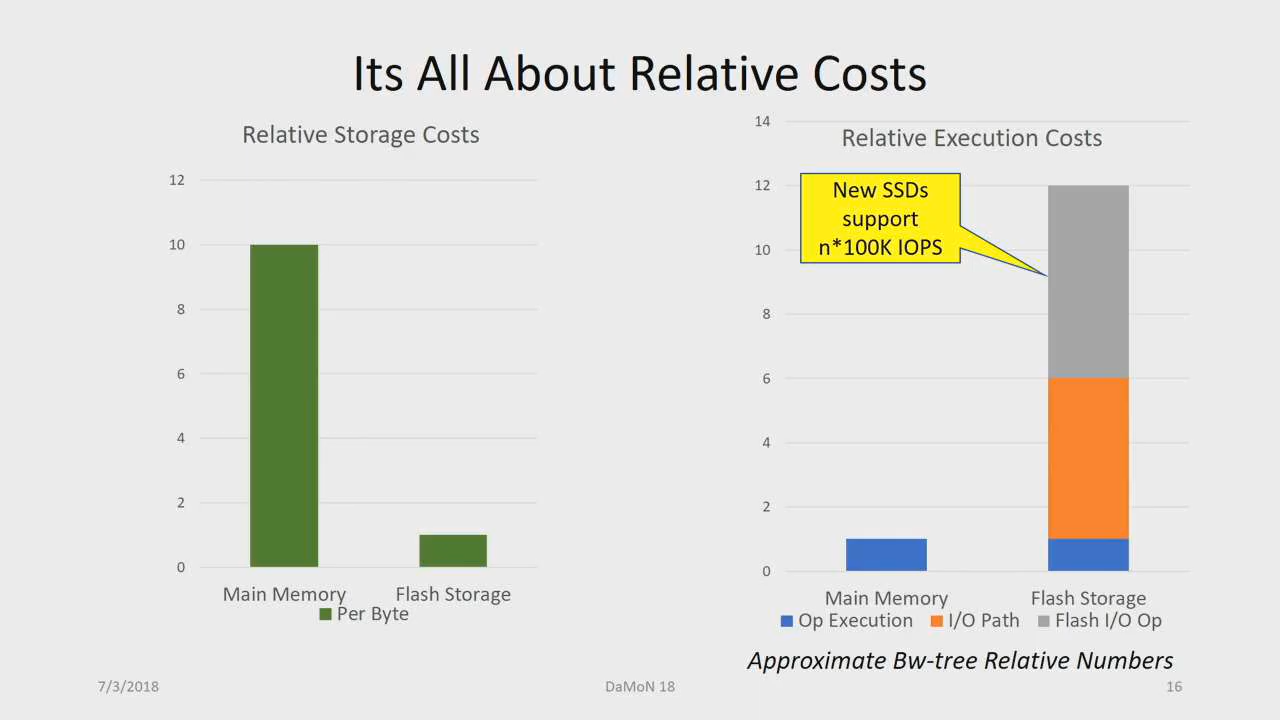 Its All About Relative Costs
Relative Storage Costs
12
10
8
6
4
2
0
Main Memory
Flash Storage
Per Byte
14
Relative Execution Costs
12
10
8
6
4
2
0
New SSDs
support
n*100K IOPS
Main Memory
Flash Storage
Op Execution
I/O Path
Flash I/O Op
Approximate Bw-tree Relative Numbers
7/3/2018
DaMoN 18
16